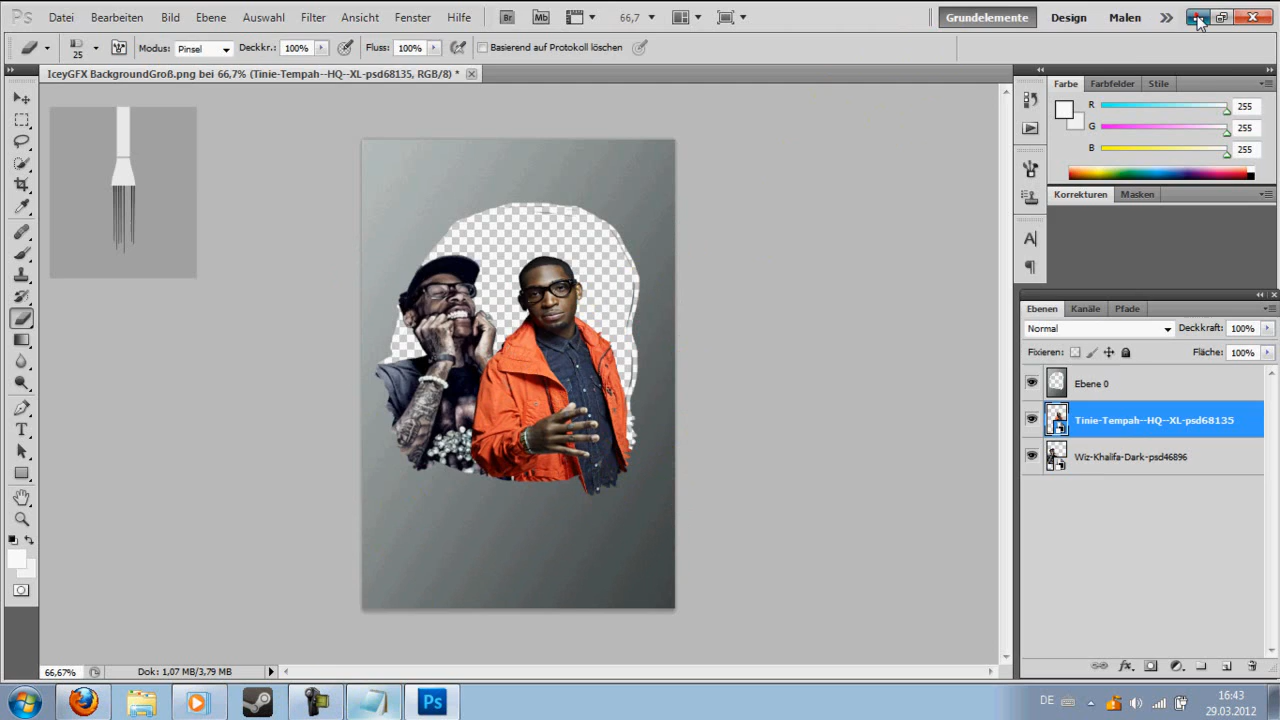 Ps Datei Bearbeiten Bild Ebene Auswahl Filter Ansicht Fenster Hilfe Br Mb 66,7 Grundelemente Design Malen
25 Modus: Pinsel Deckkr.: 100% Fluss: 100% Basierend auf Protokoll löschen
IceyGFX BackgroundGroß.png bei 66,7% (Tinie-Tempah--HQ--XL-psd68135, RGB/8) *
Farbe Farbfelder Stile
R 255
G 255
B 255
Korrekturen Masken
Ebenen Kanäle Pfade
Normal Deckkraft: 100%
Fixieren: Fläche: 100%
Ebene 0
Tinie-Tempah--HQ--XL-psd68135
Wiz-Khalifa-Dark-psd46896
66,67% Dok: 1,07 MB/3,79 MB
fx
Ps DE 16:43
29.03.2012